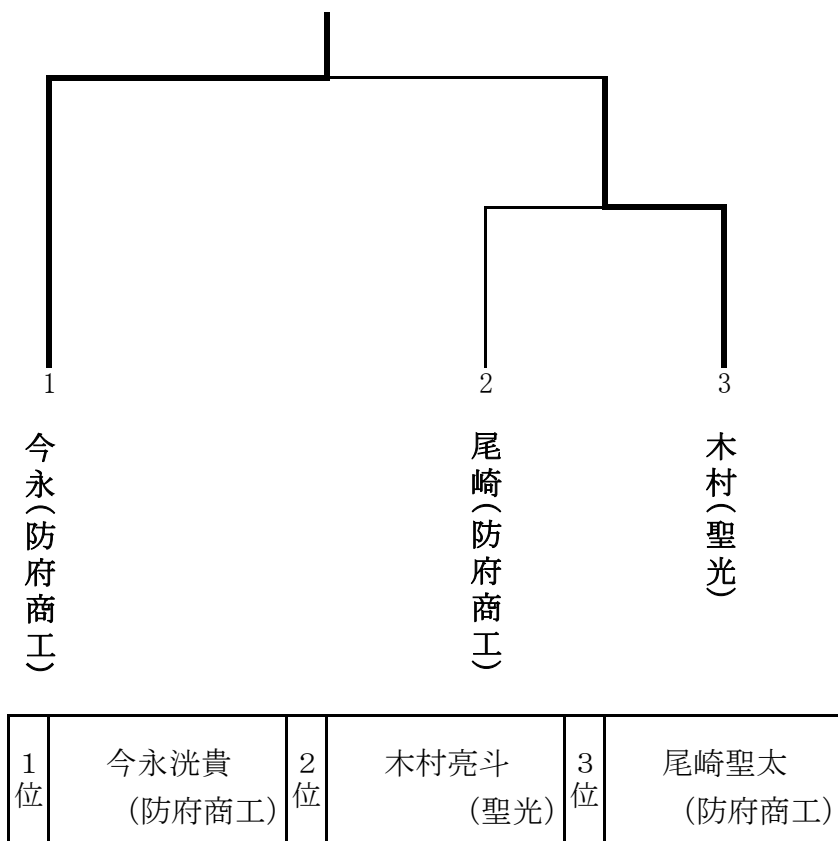 1
2
3
今永(防府商工)
尾崎(防府商工)
木村(聖光)
1位
今永洸貴
(防府商工)
2位
木村亮斗
(聖光)
3位
尾崎聖太
(防府商工)